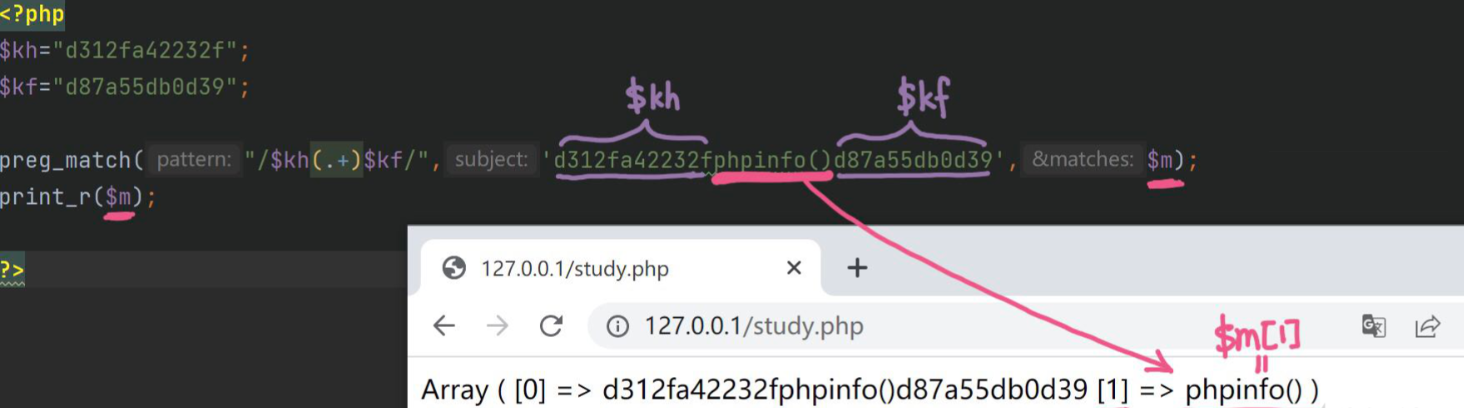 <?php
$kh="d312fa42232f";
$kf="d87a55db0d39";
$kh $kf
preg_match( pattern: "/$kh(.+)$kf/", subject: 'd312fa42232fphpinfo()d87a55db0d39', &matches: $m);
print_r($m);
?>
127.0.0.1/study.php
127.0.0.1/study.php
$m[1]
=
Array ( [0] => d312fa42232fphpinfo()d87a55db0d39 [1] => phpinfo() )